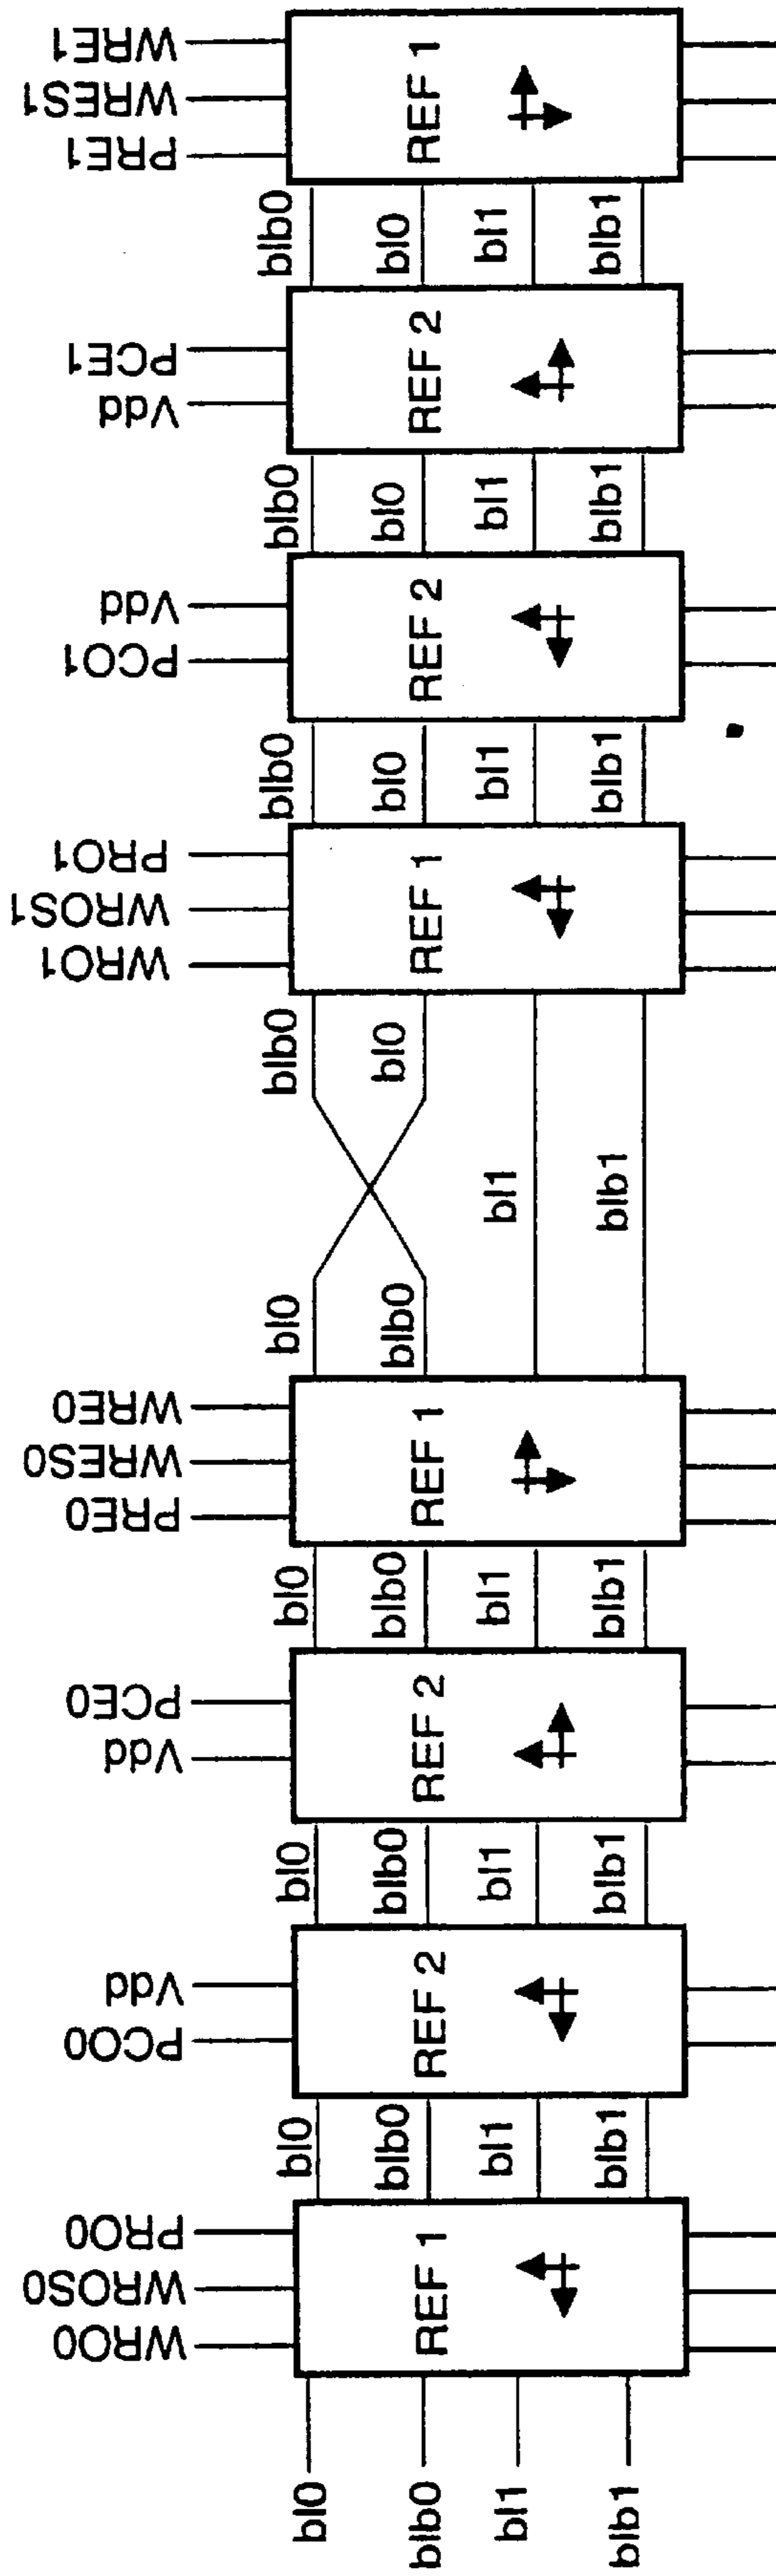 WRE1
WRES1
PRE1
REF 1
blb0
bl0
bl1
blb1
PCE1
Vdd
REF 2
blb0
bl0
bl1
blb1
Vdd
PCO1
REF 2
blb0
bl0
bl1
blb1
PRO1
WROS1
WRO1
REF 1
blb0
bl0
bl1
blb1
bl0
blb0
WRE0
WRES0
PRE0
REF 1
bl0
blb0
bl1
blb1
PCE0
Vdd
REF 2
bl0
blb0
bl1
blb1
Vdd
PCO0
REF 2
bl0
blb0
bl1
blb1
PRO0
WROS0
WRO0
REF 1
bl0
blb0
bl1
blb1